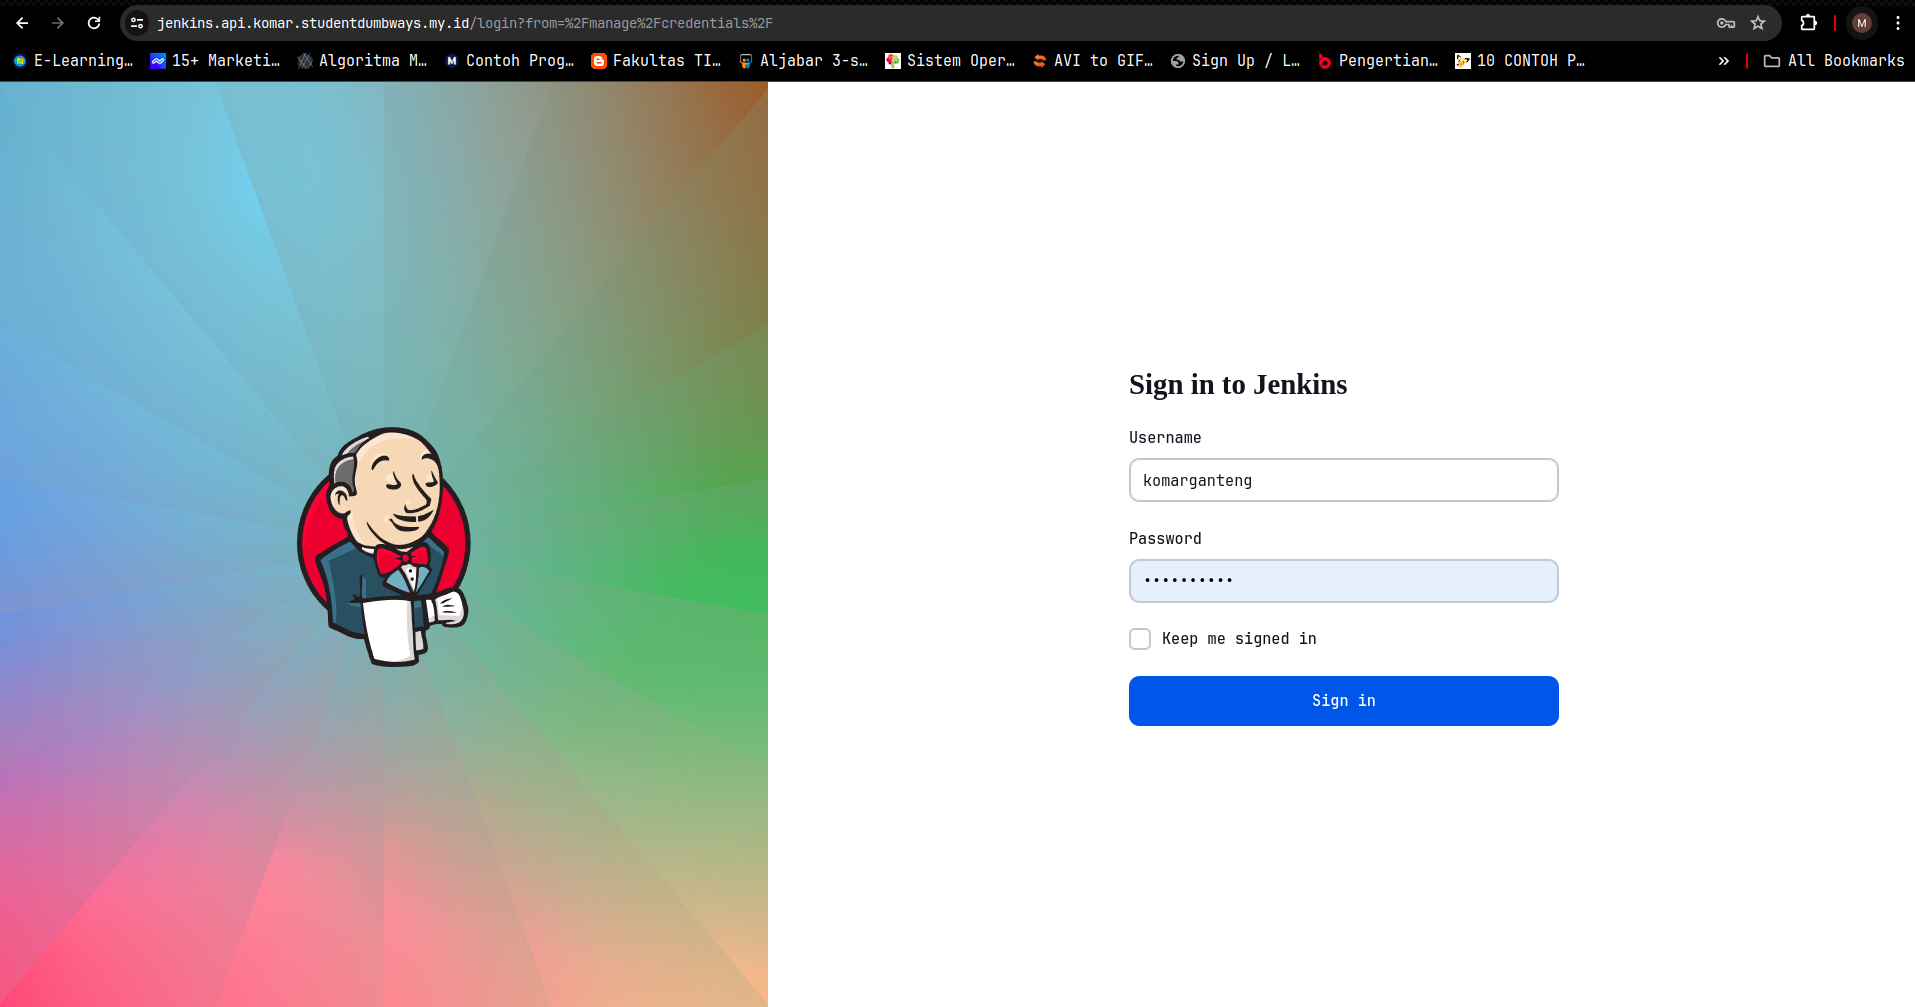 jenkins.api.komar.studentdumbways.my.id/login?from=%2Fmanage%2Fcredentials%2F
M
E-Learning… 15+ Marketi… Algoritma M… M Contoh Prog… Fakultas TI… Aljabar 3-s… Sistem Oper… AVI to GIF… Sign Up / L… Pengertian… 10 CONTOH P… » All Bookmarks
Sign in to Jenkins
Username
komarganteng
Password
••••••••••
Keep me signed in
Sign in